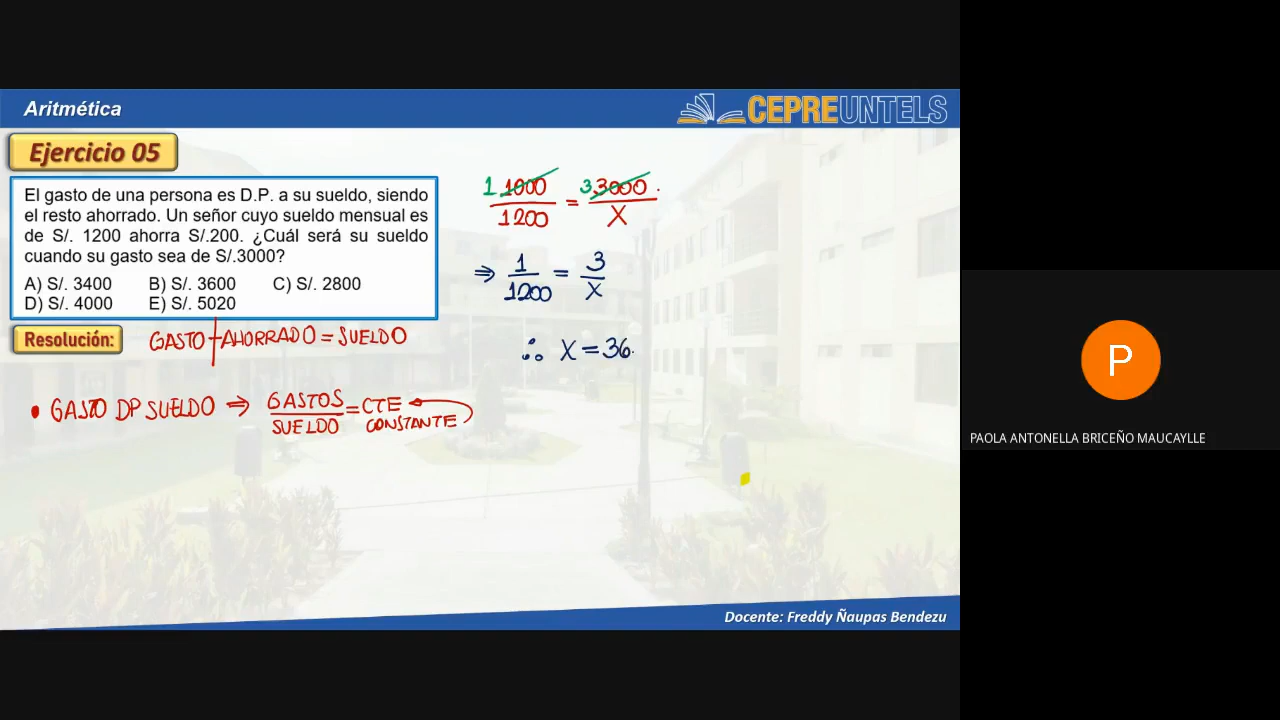 Aritmética
CEPREUNTELS
Ejercicio 05
El gasto de una persona es D.P. a su sueldo, siendo
el resto ahorrado. Un señor cuyo sueldo mensual es
de S/. 1200 ahorra S/.200. ¿Cuál será su sueldo
cuando su gasto sea de S/.3000?
A) S/. 3400 B) S/. 3600 C) S/. 2800
D) S/. 4000 E) S/. 5020
Resolución:
GASTO + AHORRADO = SUELDO
• GASTO DP SUELDO ⇒ GASTOS/SUELDO = CTE
CONSTANTE
1 1000/1200 = 3 3000/X
⇒ 1/1200 = 3/X
∴ X = 36
Docente: Freddy Ñaupas Bendezu
P
PAOLA ANTONELLA BRICEÑO MAUCAYLLE